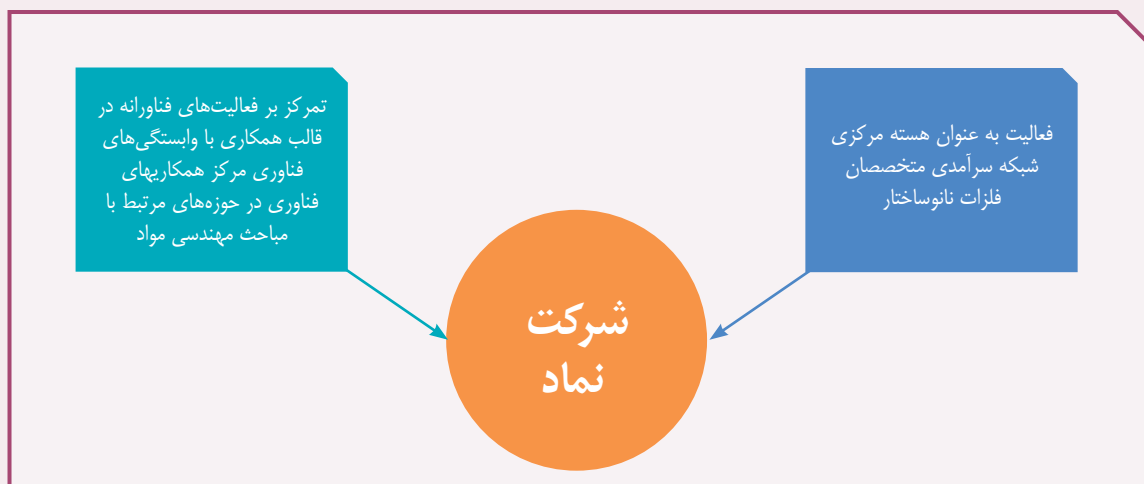 فعالیت به عنوان هسته مرکزی
شبکه سرآمدی متخصصان
فلزات نانوساختار
تمرکز بر فعالیت‌های فناورانه در
قالب همکاری با وابستگی‌های
فناوری مرکز همکاریهای
فناوری در حوزه‌های مرتبط با
مباحث مهندسی مواد
شرکت
نماد